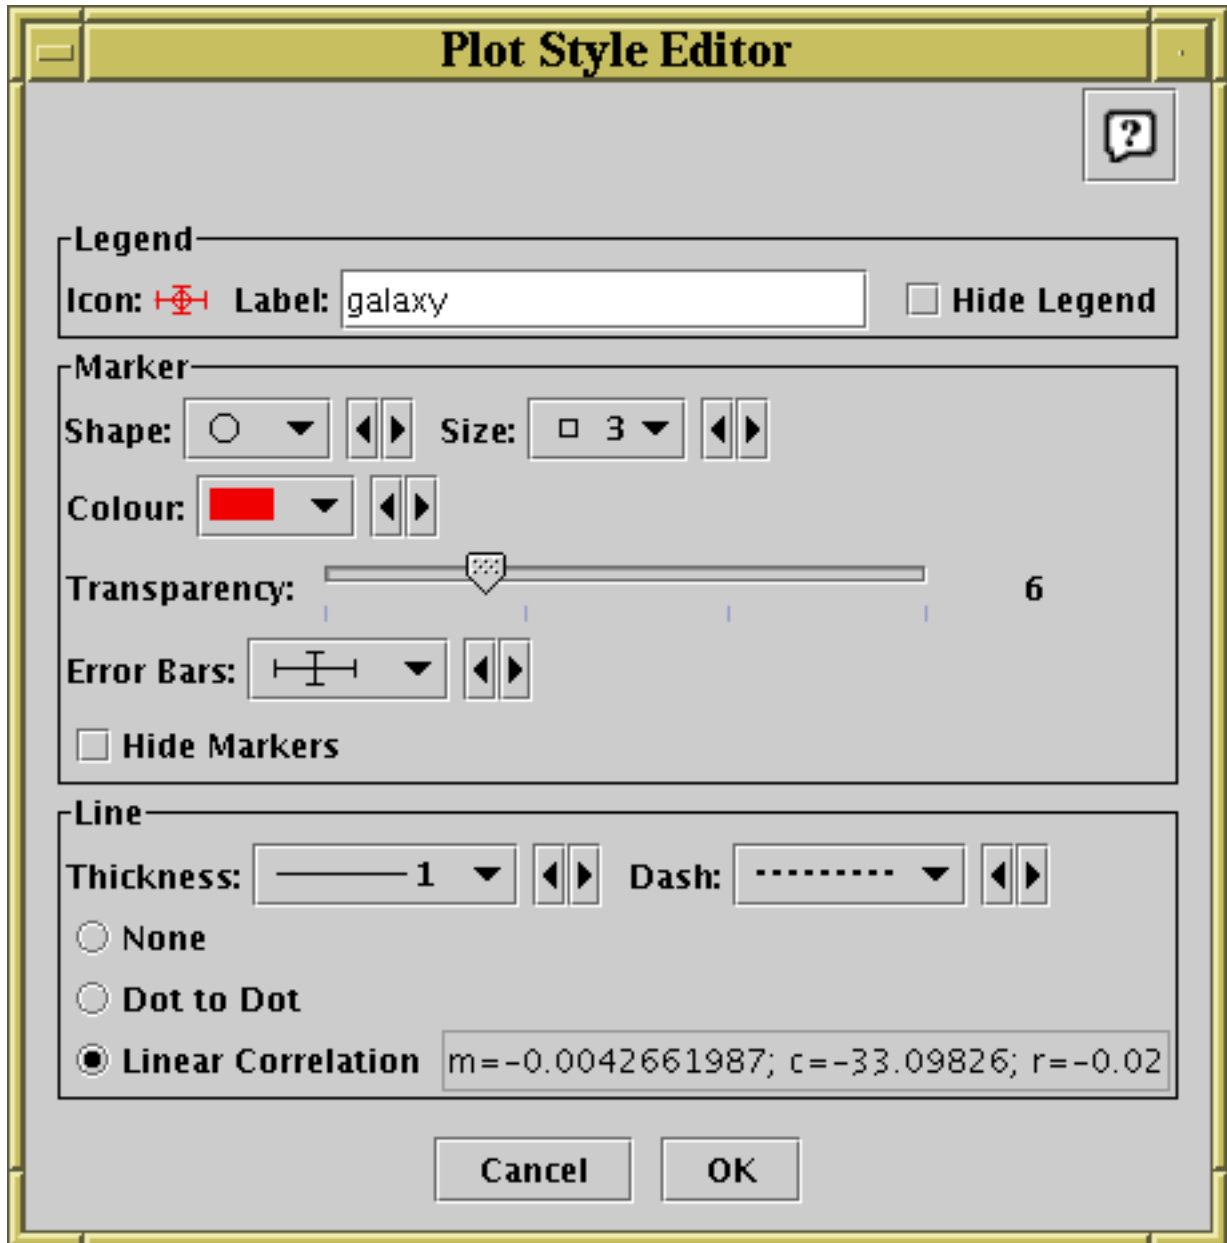 Plot Style Editor
?
Legend
Icon: Label: galaxy Hide Legend
Marker
Shape: Size: 3
Colour:
Transparency: 6
Error Bars:
Hide Markers
Line
Thickness: 1 Dash:
None
Dot to Dot
Linear Correlation m=-0.0042661987; c=-33.09826; r=-0.02
Cancel OK